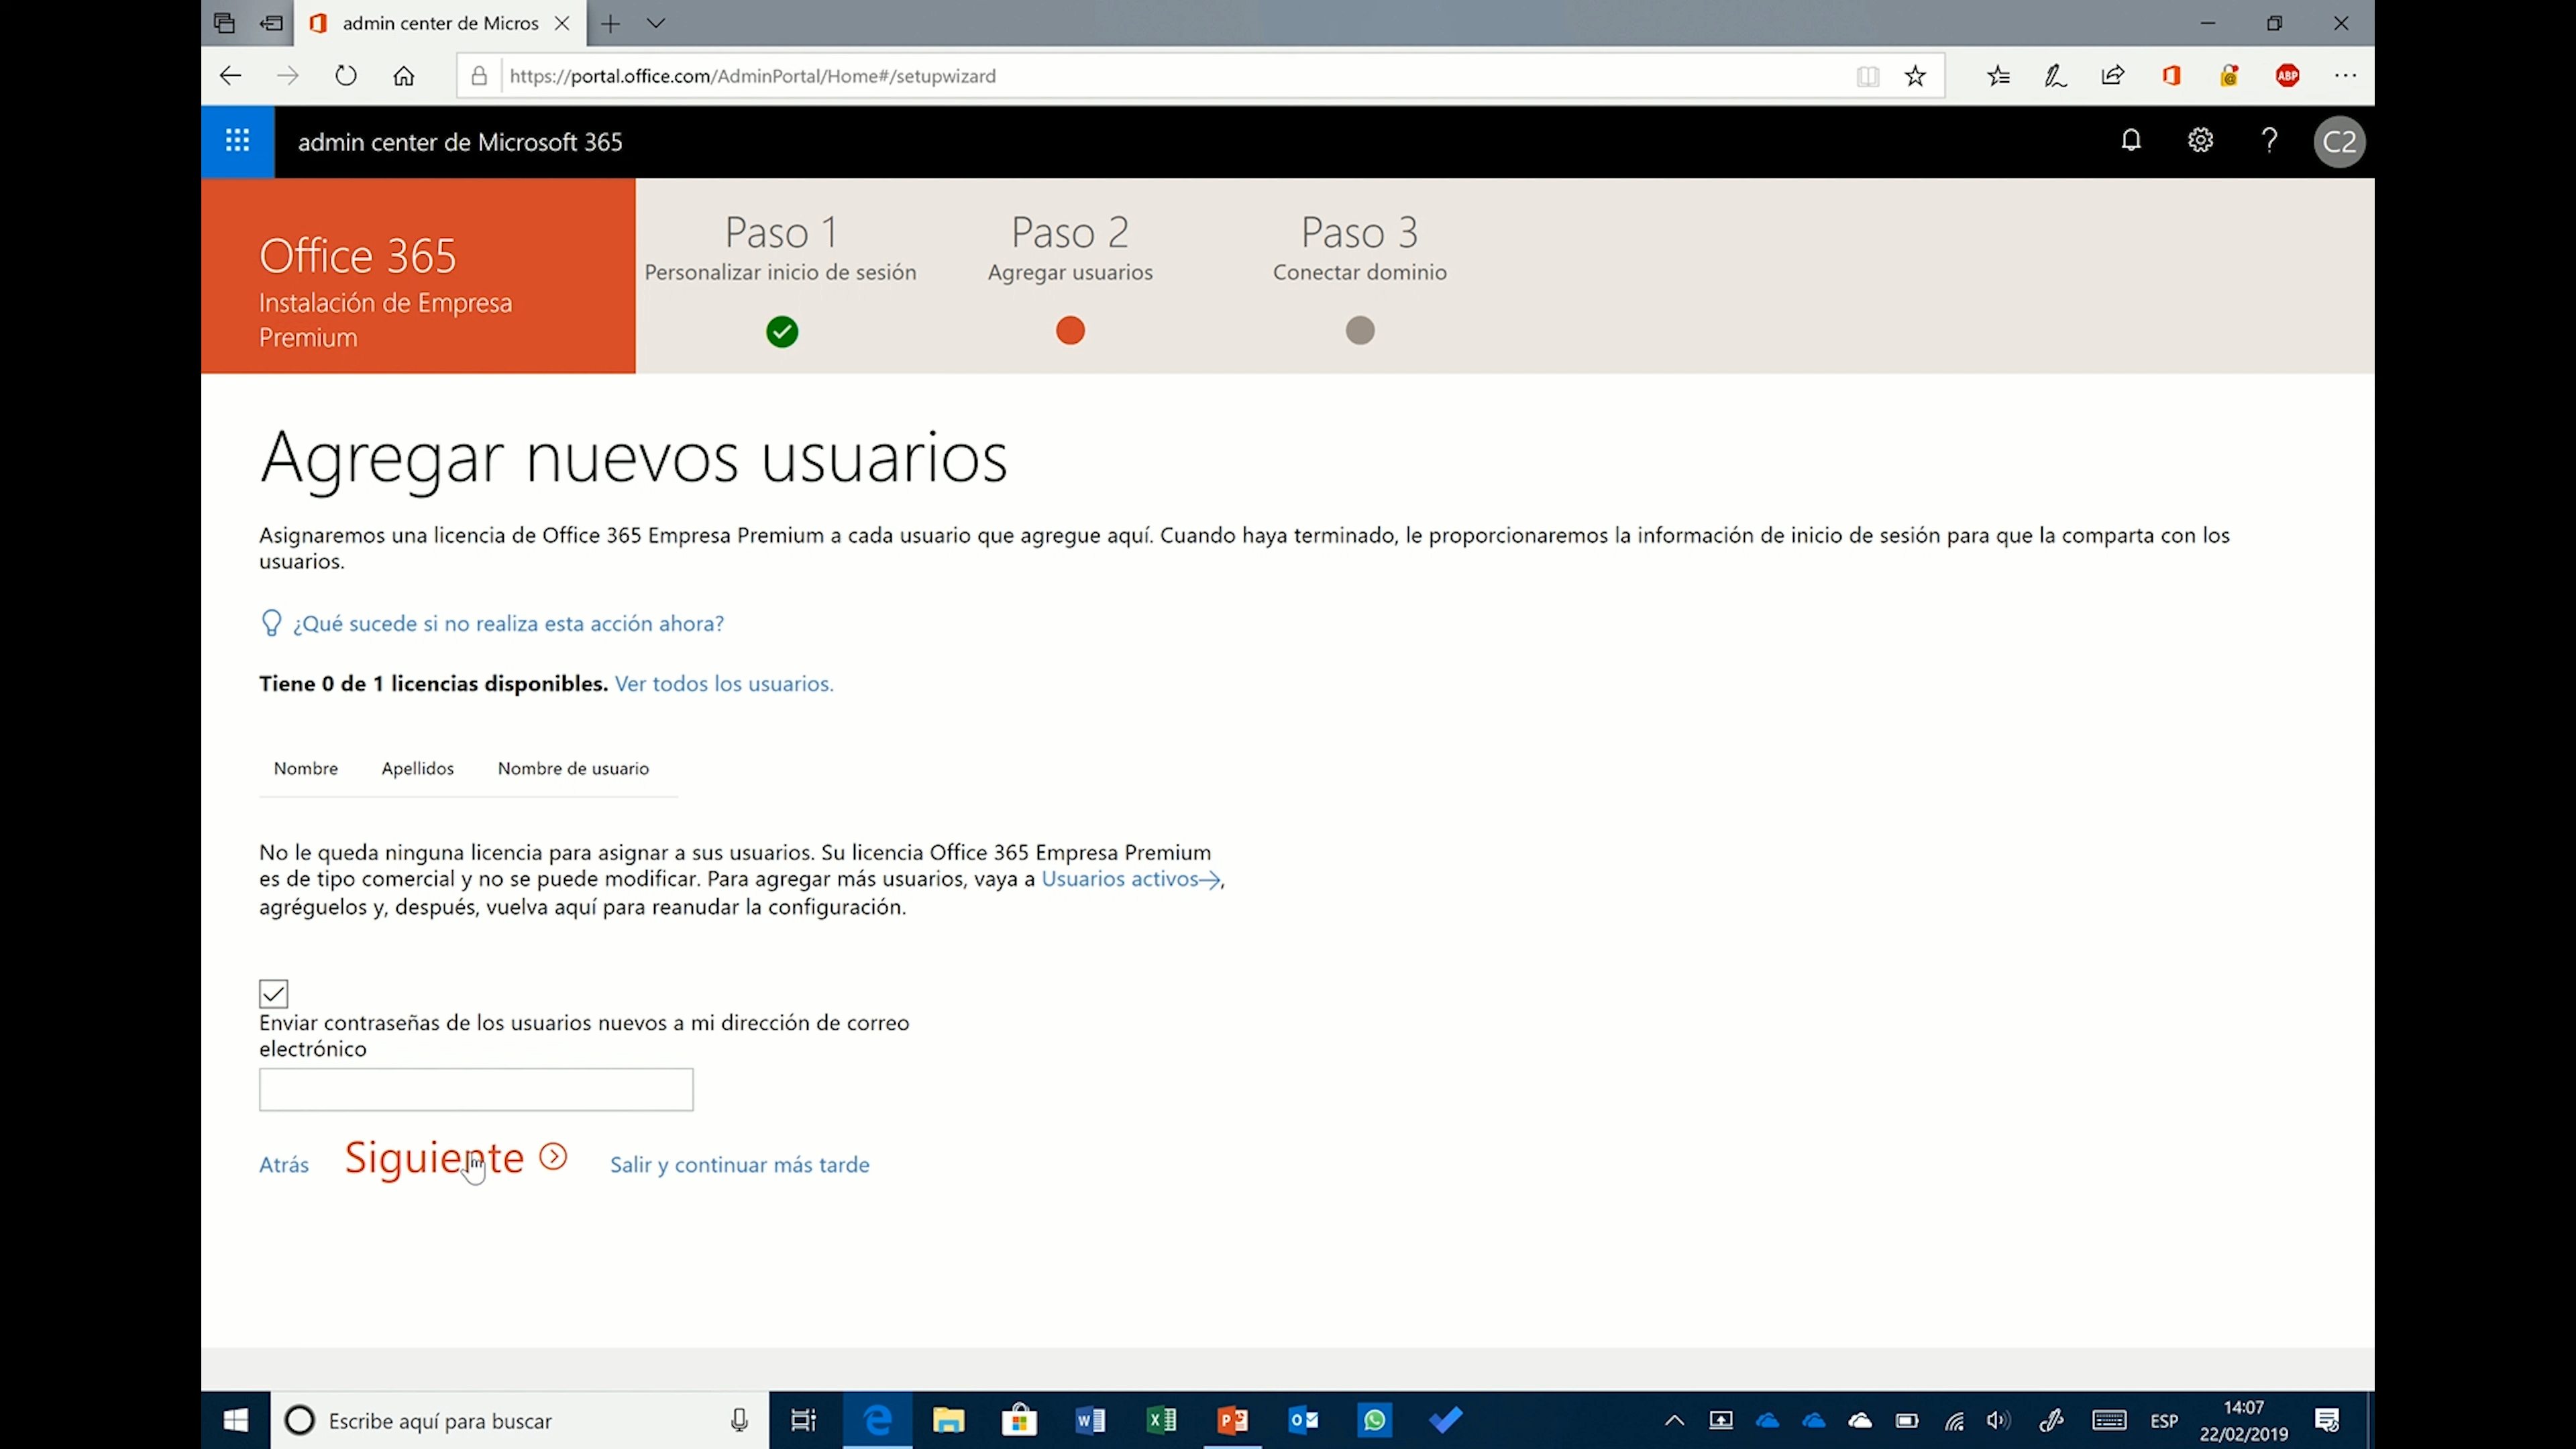 admin center de Micros
https://portal.office.com/AdminPortal/Home#/setupwizard
ABP
admin center de Microsoft 365
?
C2
Office 365
Instalación de Empresa
Premium
Paso 1
Personalizar inicio de sesión
Paso 2
Agregar usuarios
Paso 3
Conectar dominio
Agregar nuevos usuarios
Asignaremos una licencia de Office 365 Empresa Premium a cada usuario que agregue aquí. Cuando haya terminado, le proporcionaremos la información de inicio de sesión para que la comparta con los
usuarios.
¿Qué sucede si no realiza esta acción ahora?
Tiene 0 de 1 licencias disponibles. Ver todos los usuarios.
Nombre Apellidos Nombre de usuario
No le queda ninguna licencia para asignar a sus usuarios. Su licencia Office 365 Empresa Premium
es de tipo comercial y no se puede modificar. Para agregar más usuarios, vaya a Usuarios activos→,
agréguelos y, después, vuelva aquí para reanudar la configuración.
Enviar contraseñas de los usuarios nuevos a mi dirección de correo
electrónico
Atrás Siguiente Salir y continuar más tarde
Escribe aquí para buscar
ESP
14:07
22/02/2019